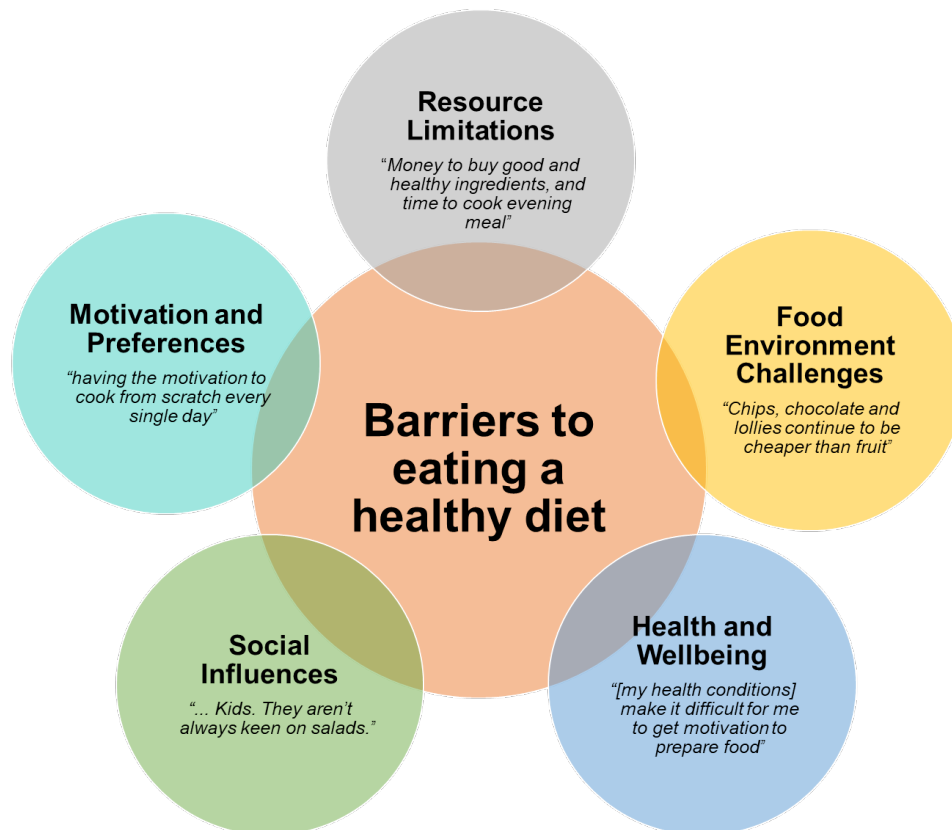 Resource
Limitations
“Money to buy good and
healthy ingredients, and
time to cook evening
meal”
Motivation and
Preferences
“having the motivation to
cook from scratch every
single day”
Food
Environment
Challenges
“Chips, chocolate and
lollies continue to be
cheaper than fruit”
Barriers to
eating a
healthy diet
Social
Influences
“... Kids. They aren’t
always keen on salads.”
Health and
Wellbeing
“[my health conditions]
make it difficult for me
to get motivation to
prepare food”